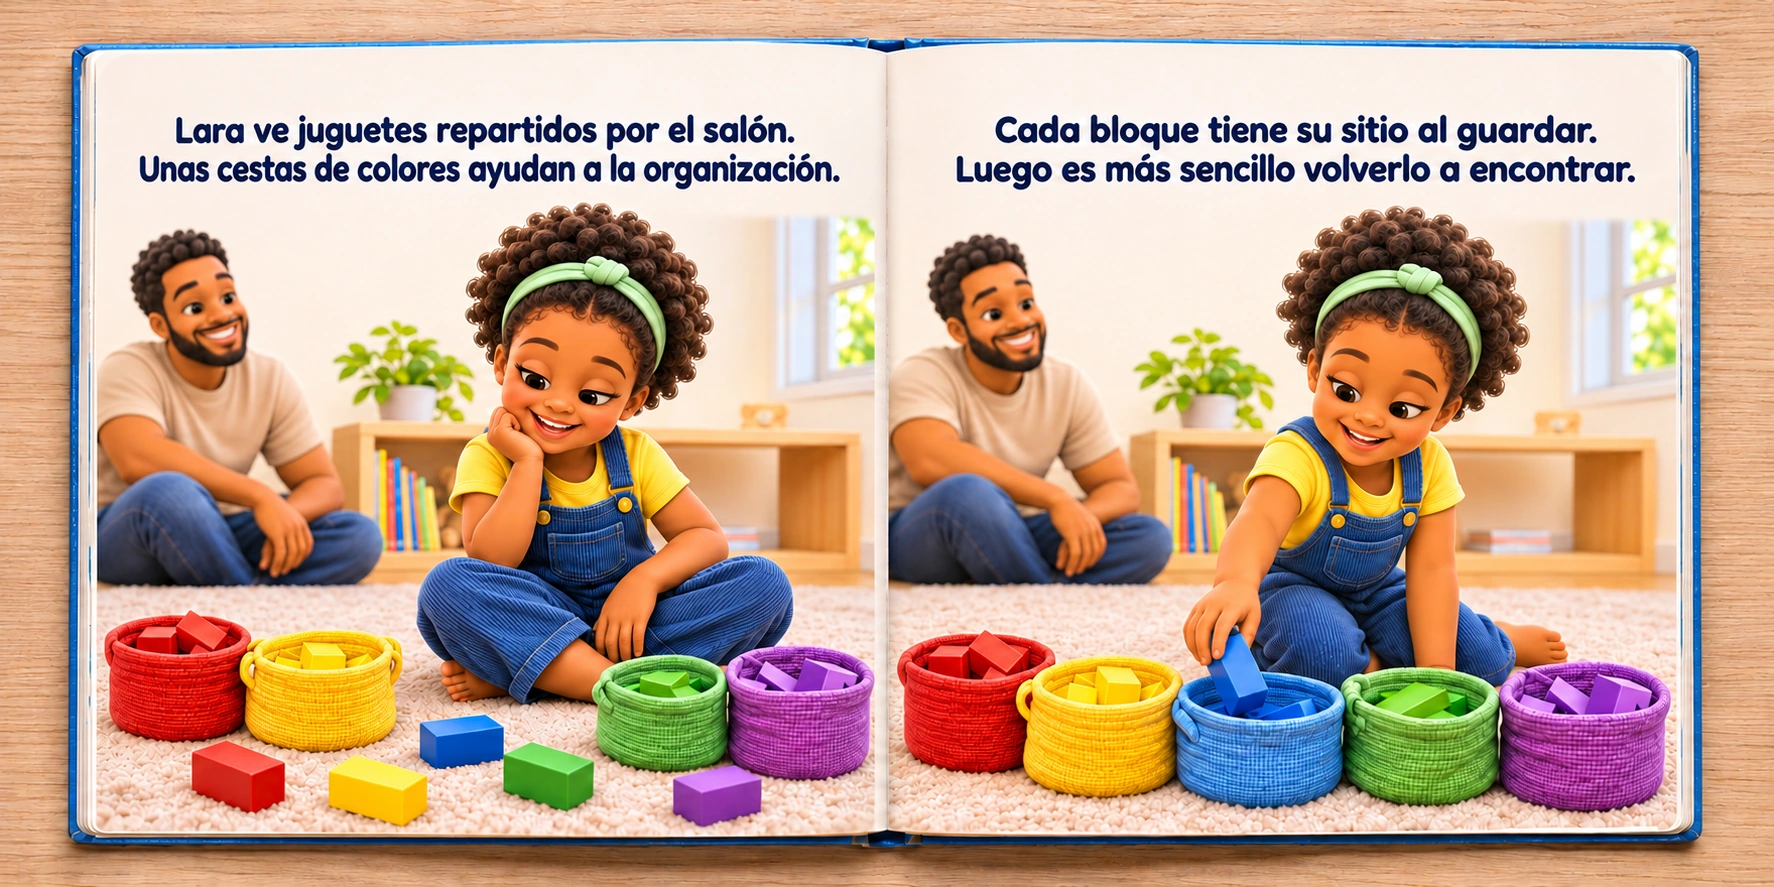 Lara ve juguetes repartidos por el salón.
Unas cestas de colores ayudan a la organización.
Cada bloque tiene su sitio al guardar.
Luego es más sencillo volverlo a encontrar.